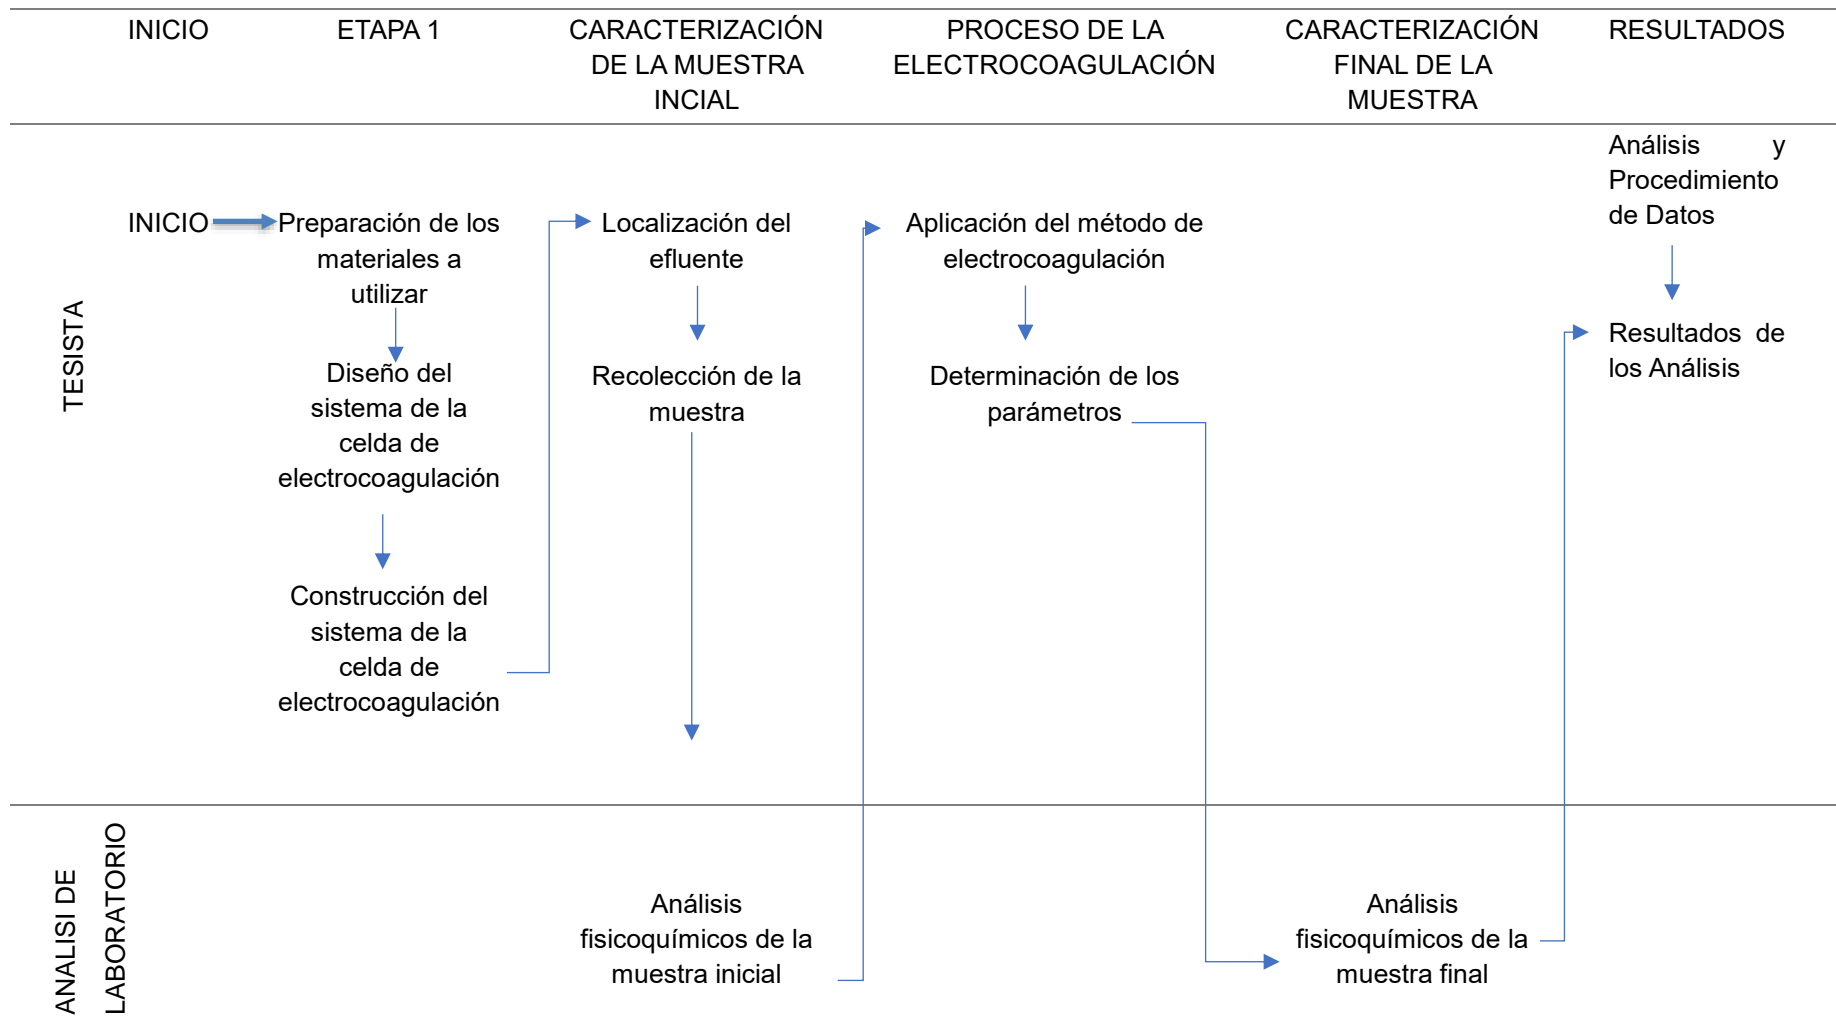 INICIO
ETAPA 1
CARACTERIZACIÓN
DE LA MUESTRA
INCIAL
PROCESO DE LA
ELECTROCOAGULACIÓN
CARACTERIZACIÓN
FINAL DE LA
MUESTRA
RESULTADOS
TESISTA
INICIO
Preparación de los
materiales a
utilizar
Diseño del
sistema de la
celda de
electrocoagulación
Construcción del
sistema de la
celda de
electrocoagulación
Localización del
efluente
Recolección de la
muestra
Aplicación del método de
electrocoagulación
Determinación de los
parámetros
Análisis y
Procedimiento
de Datos
Resultados de
los Análisis
ANALISI DE
LABORATORIO
Análisis
fisicoquímicos de la
muestra inicial
Análisis
fisicoquímicos de la
muestra final